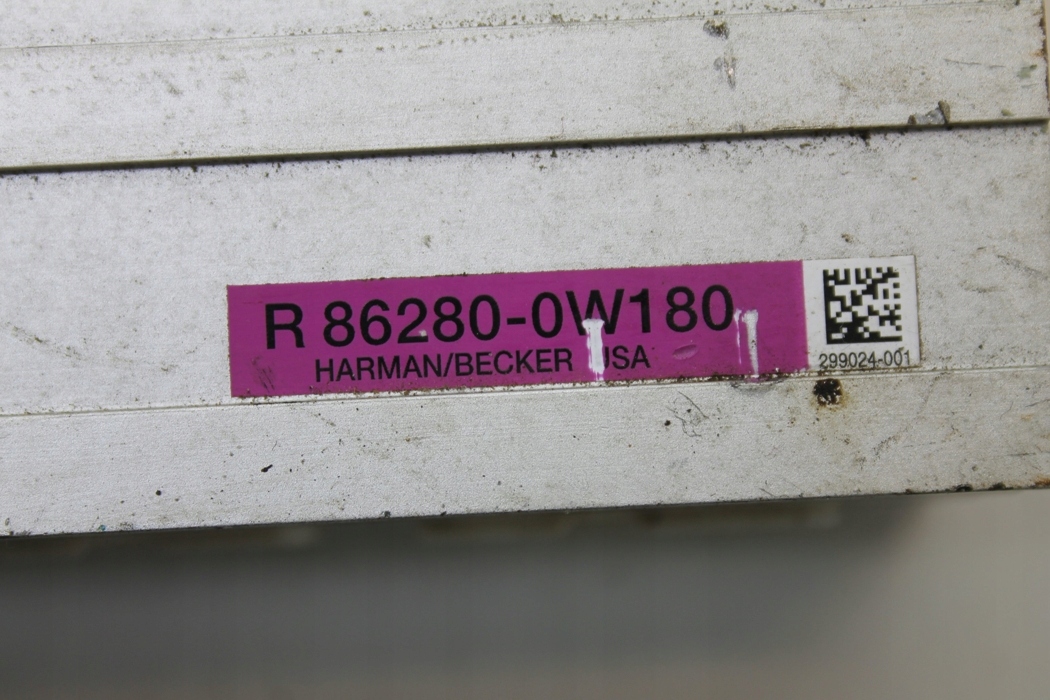 R 86280-0W180
HARMAN/BECKER USA
299024-001